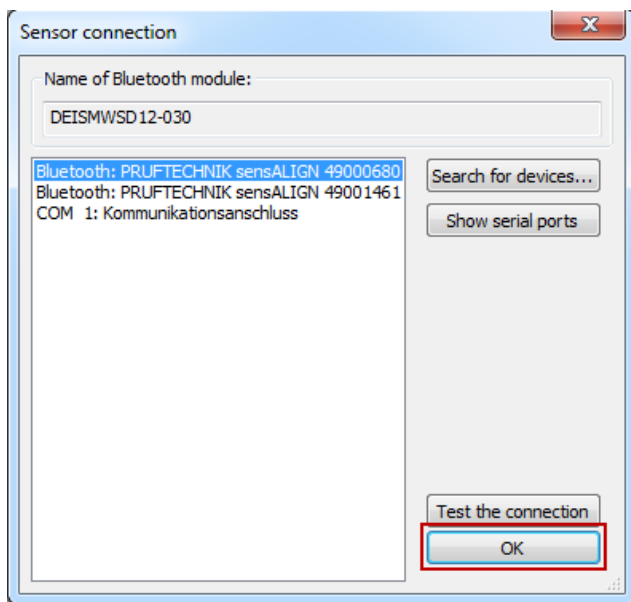 Sensor connection
Name of Bluetooth module:
DEISMWSD12-030
Bluetooth: PRUFTECHNIK sensALIGN 49000680
Bluetooth: PRUFTECHNIK sensALIGN 49001461
COM 1: Kommunikationsanschluss
Search for devices...
Show serial ports
Test the connection
OK